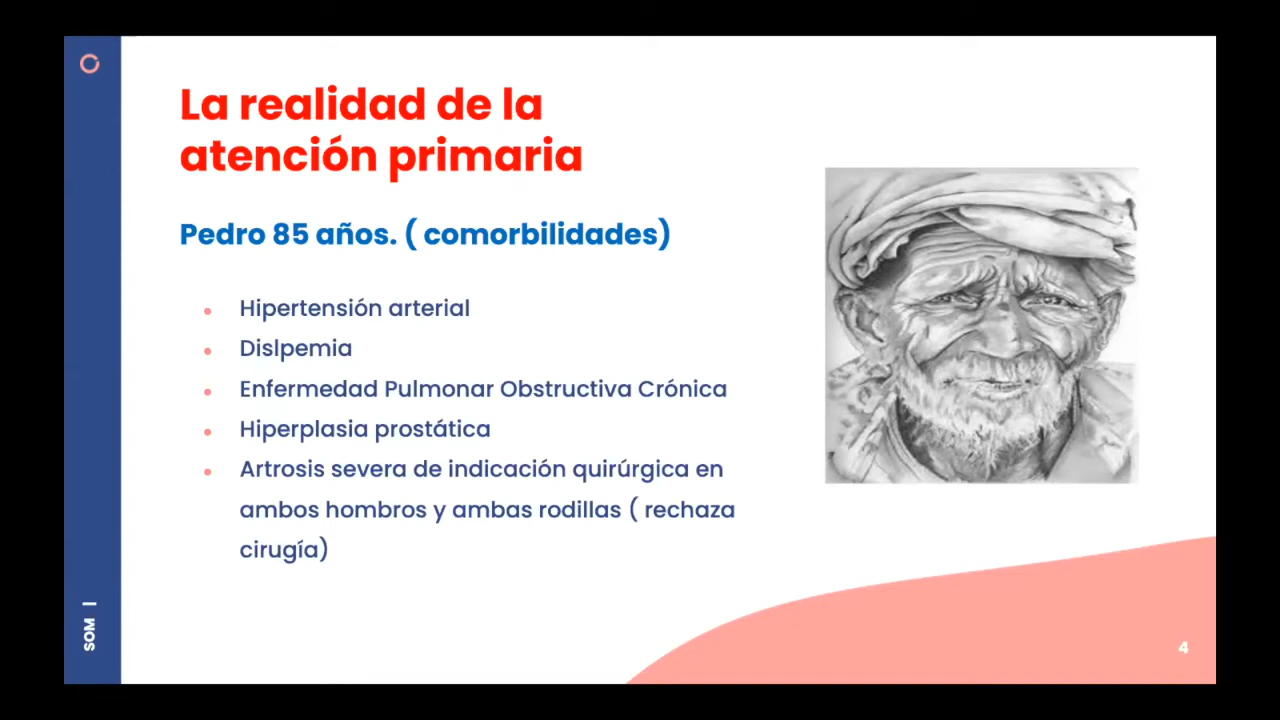 La realidad de la
atención primaria
Pedro 85 años. ( comorbilidades)
Hipertensión arterial
Dislpemia
Enfermedad Pulmonar Obstructiva Crónica
Hiperplasia prostática
Artrosis severa de indicación quirúrgica en
ambos hombros y ambas rodillas ( rechaza
cirugía)
SOM |
4